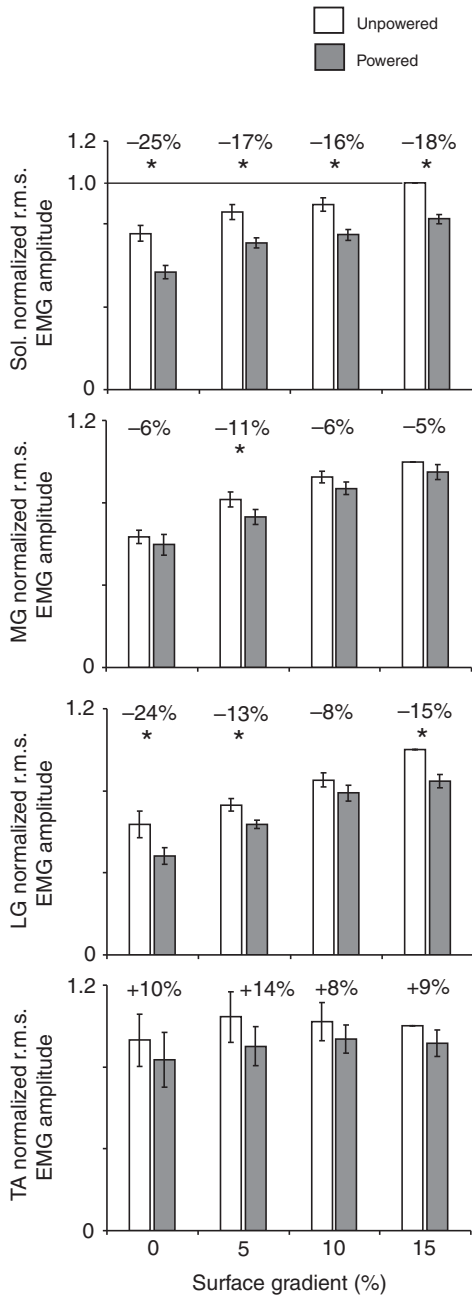 Unpowered
Powered
Sol. normalized r.m.s.
EMG amplitude
1.2
1.0
0
–25% –17% –16% –18%
* * * *
MG normalized r.m.s.
EMG amplitude
1.2
0
–6% –11% –6% –5%
*
LG normalized r.m.s.
EMG amplitude
1.2
0
–24% –13% –8% –15%
* * *
TA normalized r.m.s.
EMG amplitude
1.2
0
+10% +14% +8% +9%
0 5 10 15
Surface gradient (%)